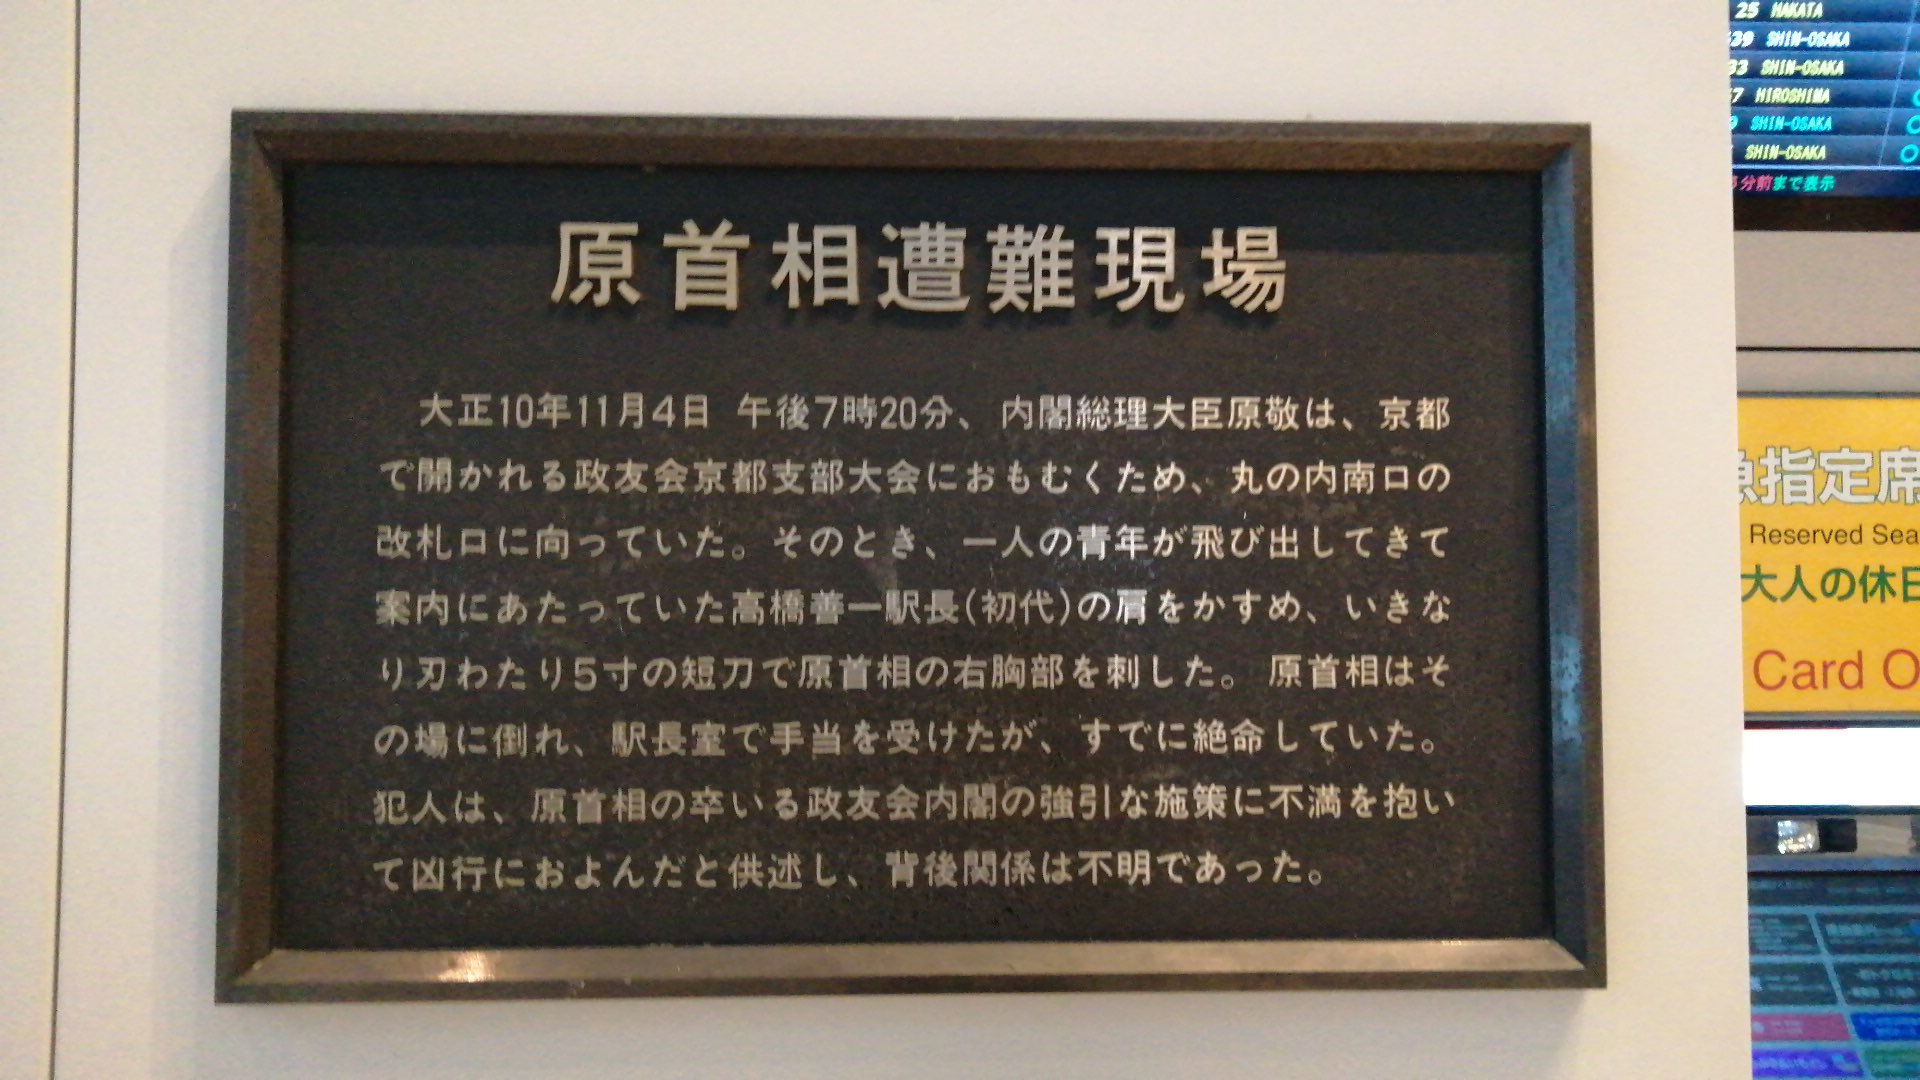 原首相遭難現場
大正10年11月4日 午後7時20分、内閣総理大臣原敬は、京都
で開かれる政友会京都支部大会におもむくため、丸の内南口の
改札口に向っていた。そのとき、一人の青年が飛び出してきて
案内にあたっていた高橋善一駅長(初代)の肩をかすめ、いきな
り刃わたり5寸の短刀で原首相の右胸部を刺した。原首相はそ
の場に倒れ、駅長室で手当を受けたが、すでに絶命していた。
犯人は、原首相の卒いる政友会内閣の強引な施策に不満を抱い
て凶行におよんだと供述し、背後関係は不明であった。
25 HAKATA
39 SHIN-OSAKA
33 SHIN-OSAKA
7 HIROSHIMA
SHIN-OSAKA
SHIN-OSAKA
分前まで表示
指定席
Reserved Sea
大人の休日
Card O